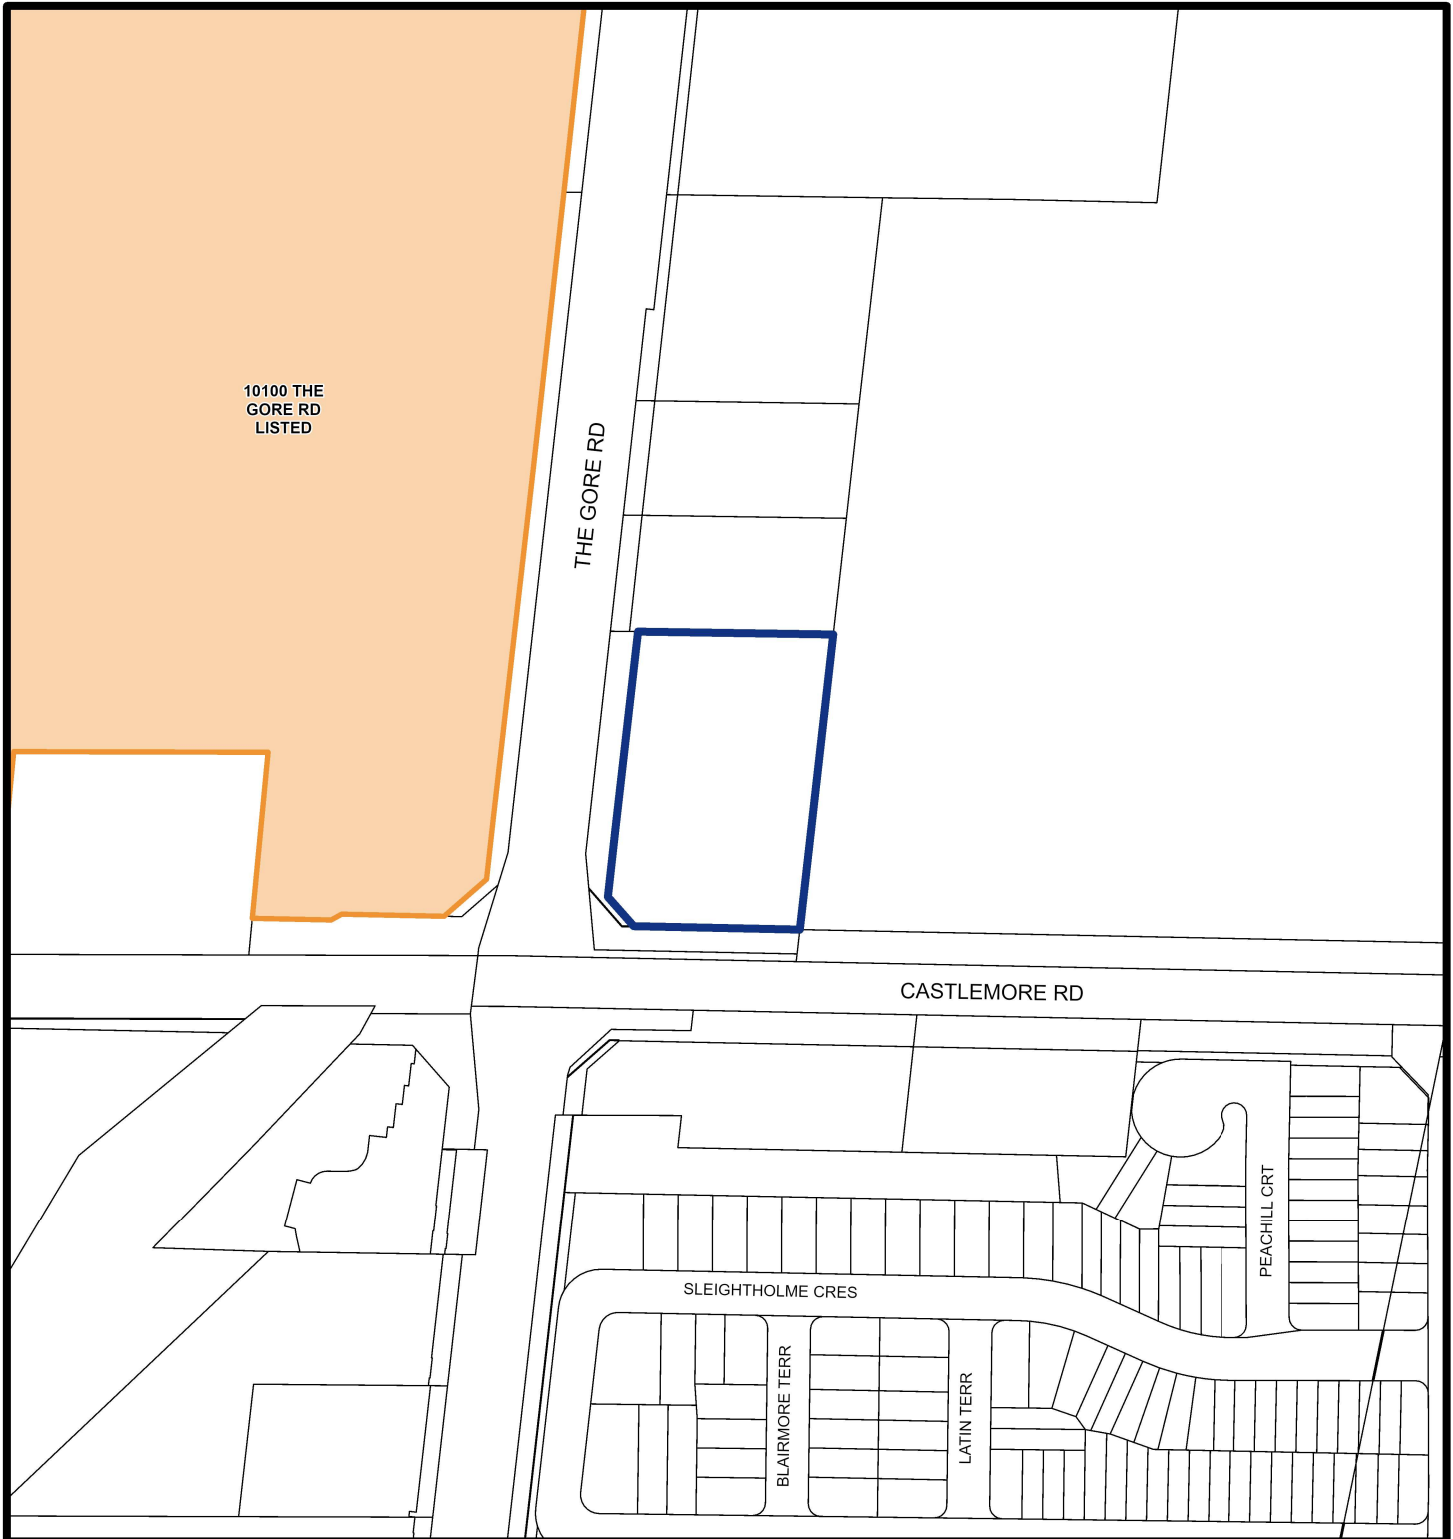 10100 THE
GORE RD
LISTED
THE GORE RD
CASTLEMORE RD
PEACHILL CRT
SLEIGHTHOLME CRES
BLAIRMORE TERR
LATIN TERR